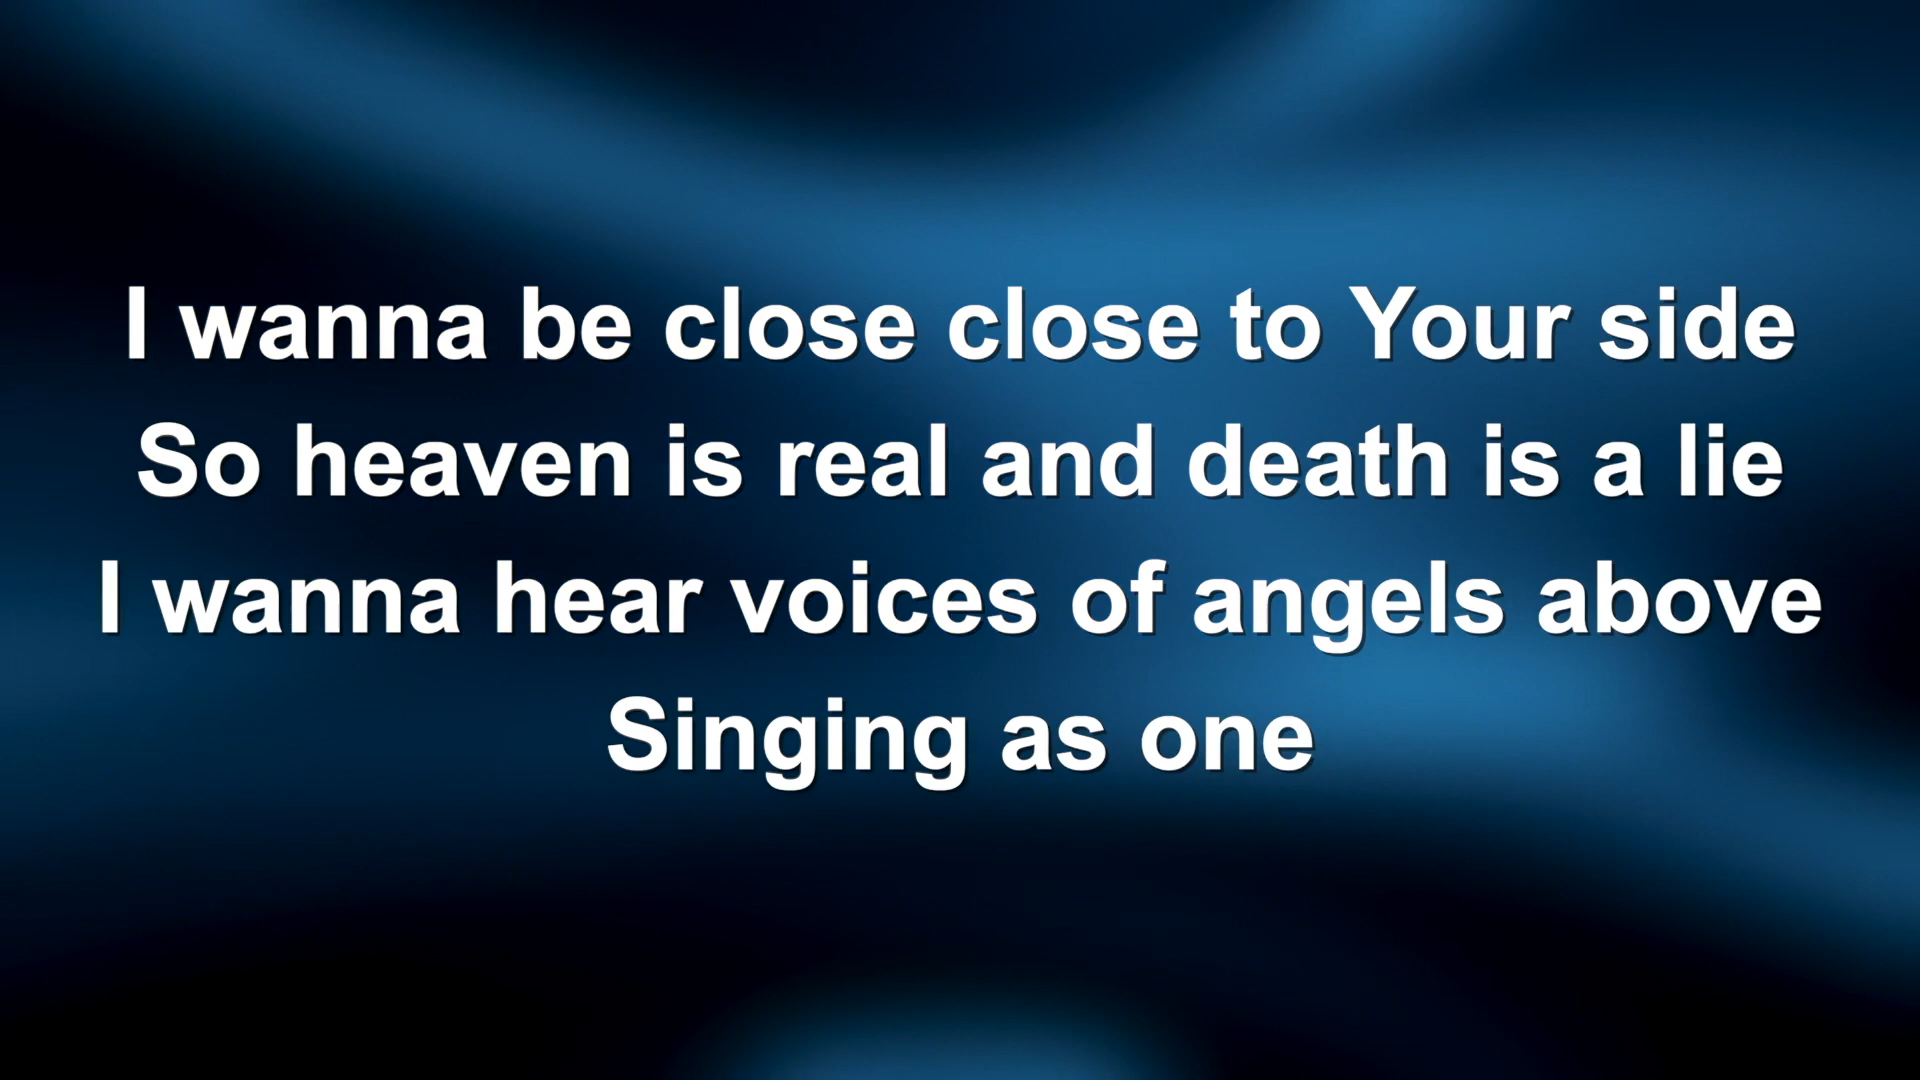 I wanna be close close to Your side
So heaven is real and death is a lie
I wanna hear voices of angels above
Singing as one